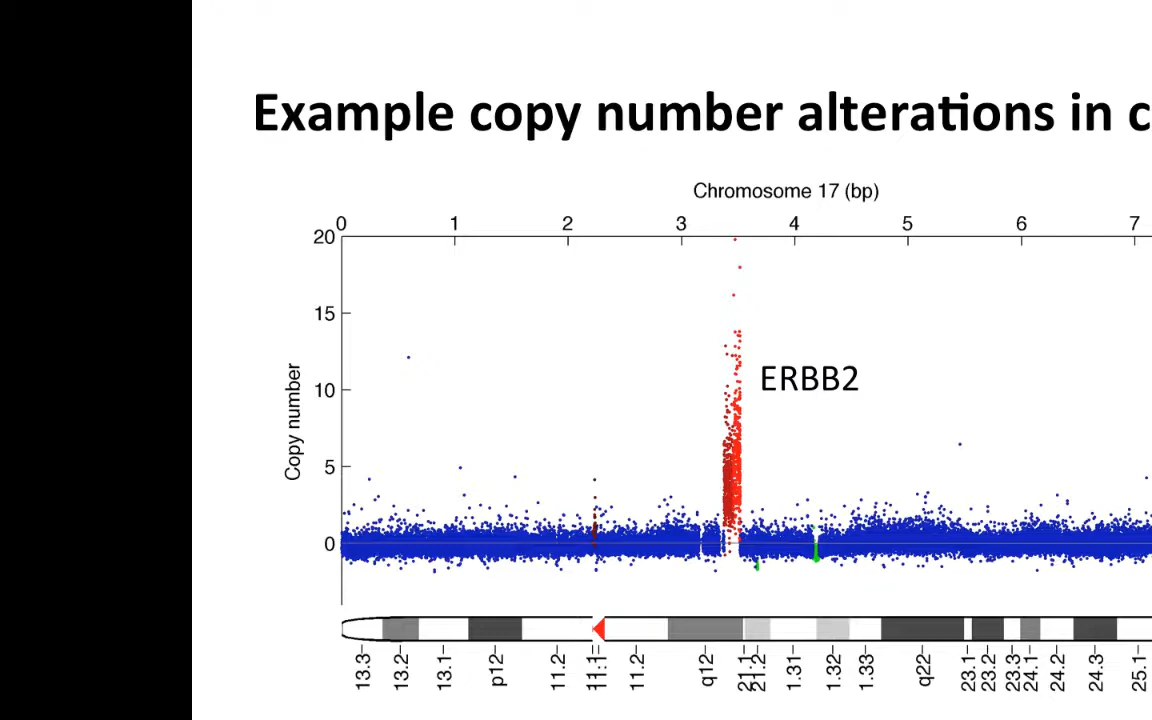 Example copy number alterations in c
Chromosome 17 (bp)
0 1 2 3 4 5 6 7
20
15
10
5
0
Copy number
ERBB2
13.3 13.2 13.1 p12 11.2 11.1 11.2 q12 21.1 21.2 1.31 1.32 1.33 q22 23.1 23.2 23.3 24.1 24.2 24.3 25.1